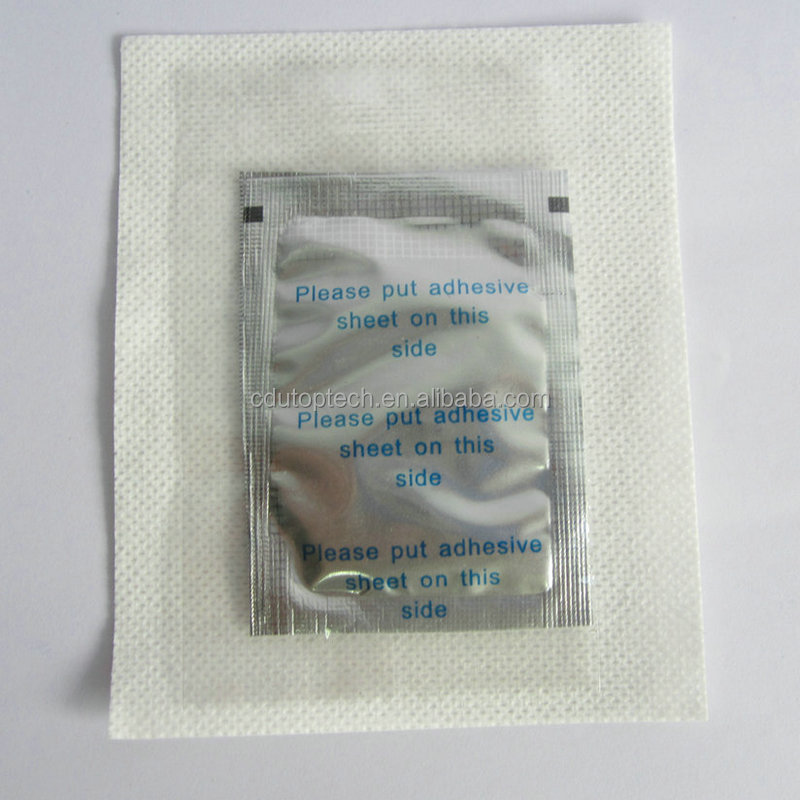 Please put adhesive
sheet on this
side
cdutoptech.en.alibaba.com
Please put adhesive
sheet on this
side
Please put adhesive
sheet on this
side